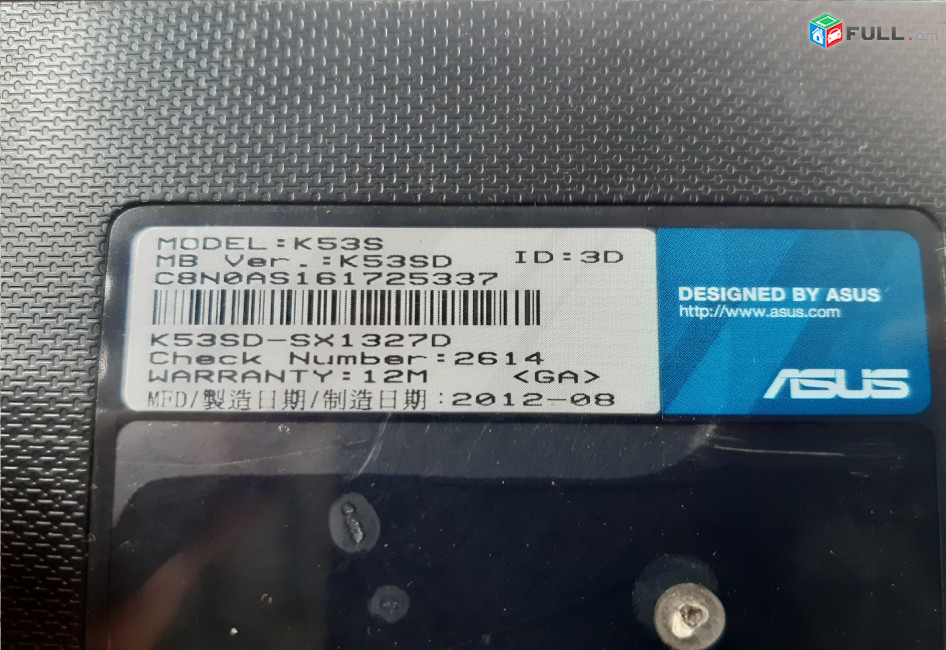 FULL.am
MODEL:K53S
MB Ver.:K53SD ID:3D
C8N0AS161725337
K53SD-SX1327D
Check Number:2614
WARRANTY:12M <GA>
MFD/製造日期/制造日期:2012-08
DESIGNED BY ASUS
http://www.asus.com
ASUS